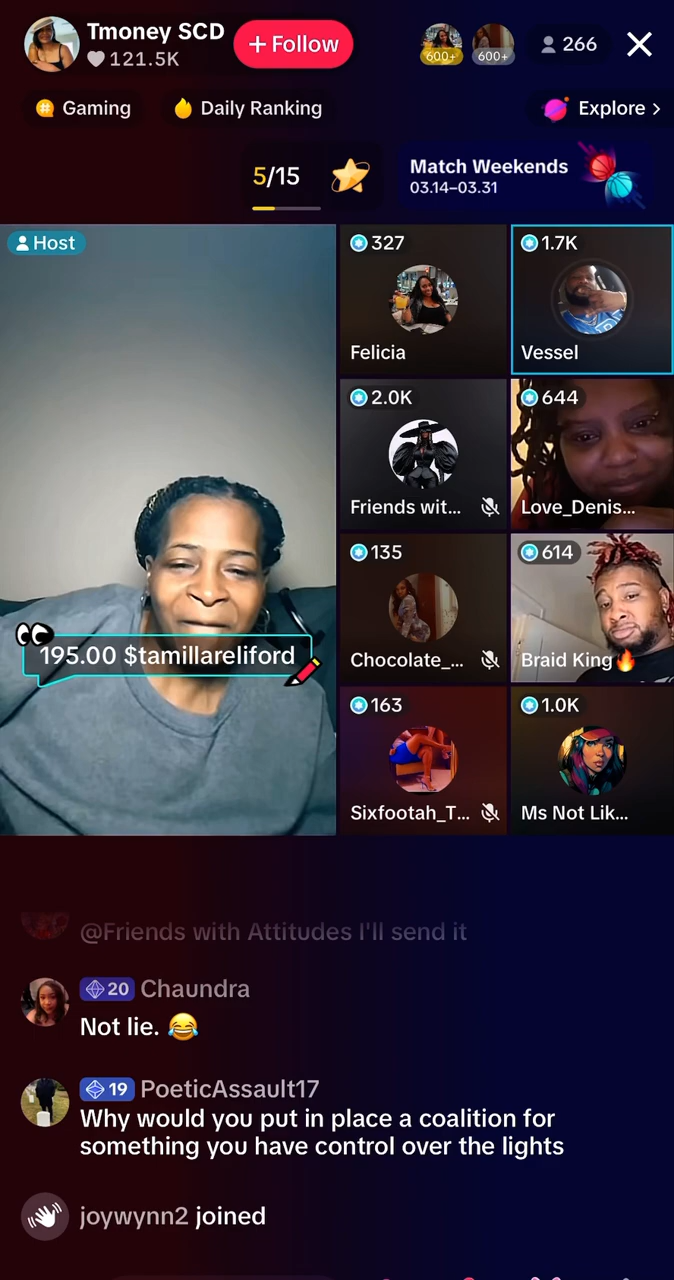 Tmoney SCD
121.5K
+ Follow
600+
600+
266
Gaming
Daily Ranking
Explore >
5/15
Match Weekends
03.14–03.31
Host
327
Felicia
1.7K
Vessel
2.0K
Friends wit...
644
Love_Denis...
135
Chocolate_...
614
Braid King🔥
163
Sixfootah_T...
1.0K
Ms Not Lik...
195.00 $tamillareliford
@Friends with Attitudes I'll send it
20 Chaundra
Not lie. 😂
19 PoeticAssault17
Why would you put in place a coalition for
something you have control over the lights
joywynn2 joined